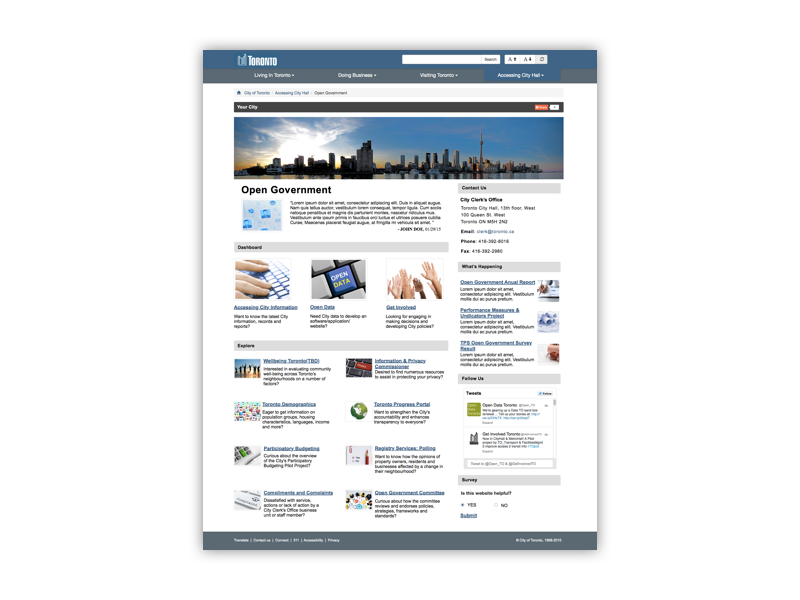 TORONTO
Search
A
A
Living In Toronto
Doing Business
Visiting Toronto
Accessing City Hall
City of Toronto / Accessing City Hall / Open Government
Your City
Open Government
"Lorem ipsum dolor sit amet, consectetur adipiscing elit. Duis in aliquet augue.
Nam quis tellus auctor, vestibulum lorem consequat, tempor ligula. Cum sociis
natoque penatibus et magnis dis parturient montes, nascetur ridiculus mus.
Vestibulum ante ipsum primis in faucibus orci luctus et ultrices posuere cubilia
Curae; Maecenas placerat feugiat augue, at fringilla mi vehicula sit amet. "
- JOHN DOE, 01/29/15
Dashboard
OPEN
DATA
Accessing City Information
Want to know the latest City
information, records and
reports?
Open Data
Need City data to develop an
software/application/
website?
Get Involved
Looking for engaging in
making decisions and
developing City policies?
Explore
Wellbeing Toronto(TBD)
Interested in evaluating community
well-being across Toronto's
neighbourhoods on a number of
factors?
Information & Privacy
Commissioner
Desired to find numerous resources
to assist in protecting your privacy?
Toronto Demographics
Eager to get information on
population groups, housing
characteristics, languages, income
and more?
Toronto Progress Portal
Want to strengthen the City's
accountability and enhances
transparency to everyone?
Participatory Budgeting
Curious about the overview
of the City's Participatory
Budgeting Pilot Project?
Registry Services: Polling
Want to know how the opinions of
property owners, residents and
businesses affected by a change in
their neighbourhood?
Compliments and Complaints
Dissatisfied with service,
actions or lack of action by a
City Clerk's Office business
unit or staff member?
Open Government Committee
Curious about how the committee
reviews and endorses policies,
strategies, frameworks and
standards?
Contact Us
City Clerk's Office
Toronto City Hall, 13th floor, West
100 Queen St. West
Toronto ON M5H 2N2
Email: clerk@toronto.ca
Phone: 416-392-8016
Fax: 416-392-2980
What's Happening
Open Government Anual Report
Lorem ipsum dolor sit amet,
consectetur adipiscing elit. Vestibulum
mollis dui ac purus pretium.
Performance Measures &
Undicators Project
Lorem ipsum dolor sit amet,
consectetur adipiscing elit. Vestibulum
mollis dui ac purus pretium.
TPS Open Government Survey
Result
Lorem ipsum dolor sit amet,
consectetur adipiscing elit. Vestibulum
mollis dui ac purus pretium.
Follow Us
Tweets
Follow
Open Data Toronto @Open_TO
Expand
Get Involved Toronto
Expand
Tweet to @Open_TO & @GetInvolvedTO
Survey
Is this website helpful?
YES NO
Submit
Translate | Contact us | Connect | 311 | Accessibility | Privacy
© City of Toronto, 1998-2015